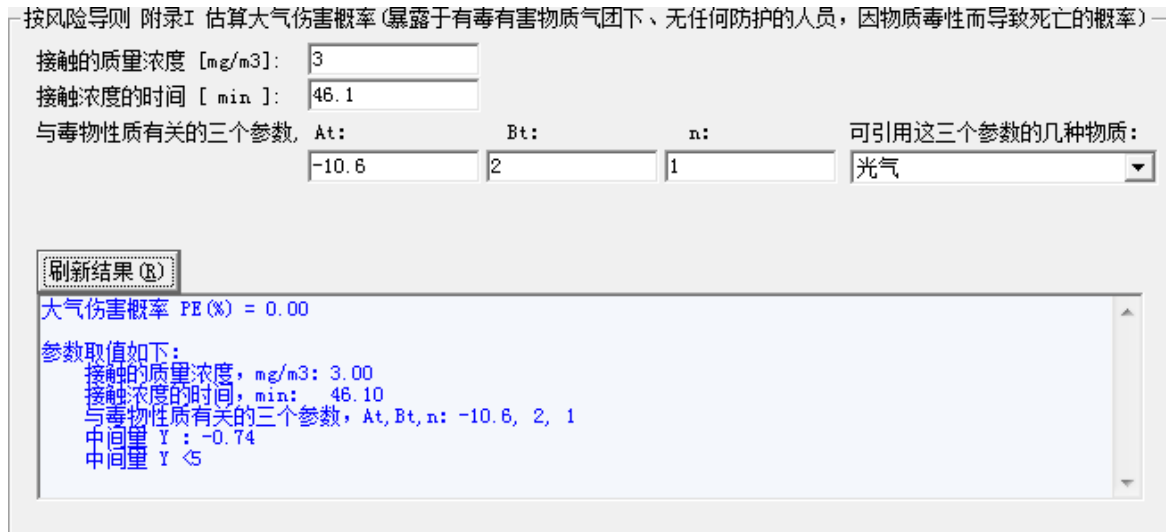 按风险导则 附录I 估算大气伤害概率(暴露于有毒有害物质气团下、无任何防护的人员，因物质毒性而导致死亡的概率)
接触的质量浓度 [mg/m3]: 3
接触浓度的时间 [ min ]: 46.1
与毒物性质有关的三个参数, At: Bt: n: 可引用这三个参数的几种物质:
-10.6 2 1 光气
刷新结果(R)
大气伤害概率 PE(%) = 0.00
参数取值如下:
接触的质量浓度，mg/m3: 3.00
接触浓度的时间，min: 46.10
与毒物性质有关的三个参数，At,Bt,n: -10.6, 2, 1
中间量 Y : -0.74
中间量 Y <5